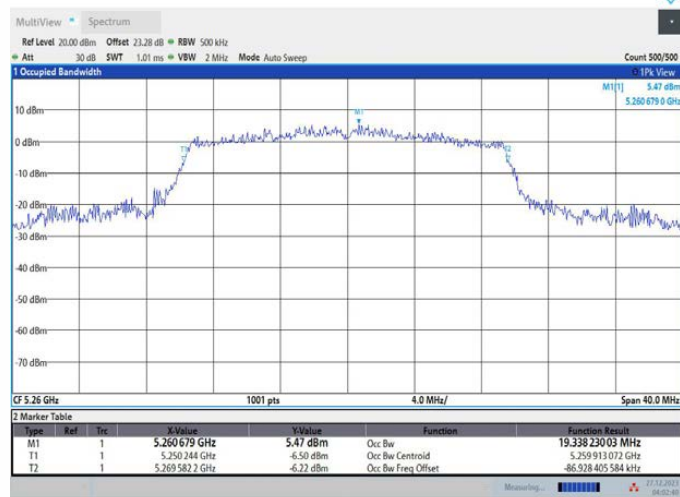 MultiView Spectrum
Ref Level 20.00 dBm Offset 23.28 dB RBW 500 kHz
Att 30 dB SWT 1.01 ms VBW 2 MHz Mode Auto Sweep Count 500/500
1 Occupied Bandwidth 1Pk View
M1[1] 5.47 dBm
5.260 679 0 GHz
M1
10 dBm
0 dBm
T1 T2
-10 dBm
-20 dBm
-30 dBm
-40 dBm
-50 dBm
-60 dBm
-70 dBm
CF 5.26 GHz 1001 pts 4.0 MHz/ Span 40.0 MHz
2 Marker Table
Type Ref Trc X-Value Y-Value Function Function Result
M1 1 5.260 679 GHz 5.47 dBm Occ Bw 19.338 230 03 MHz
T1 1 5.250 244 GHz -6.50 dBm Occ Bw Centroid 5.259 913 072 GHz
T2 1 5.269 582 2 GHz -6.22 dBm Occ Bw Freq Offset -86.928 405 584 kHz
Measuring... 27.12.2023
04:02:48